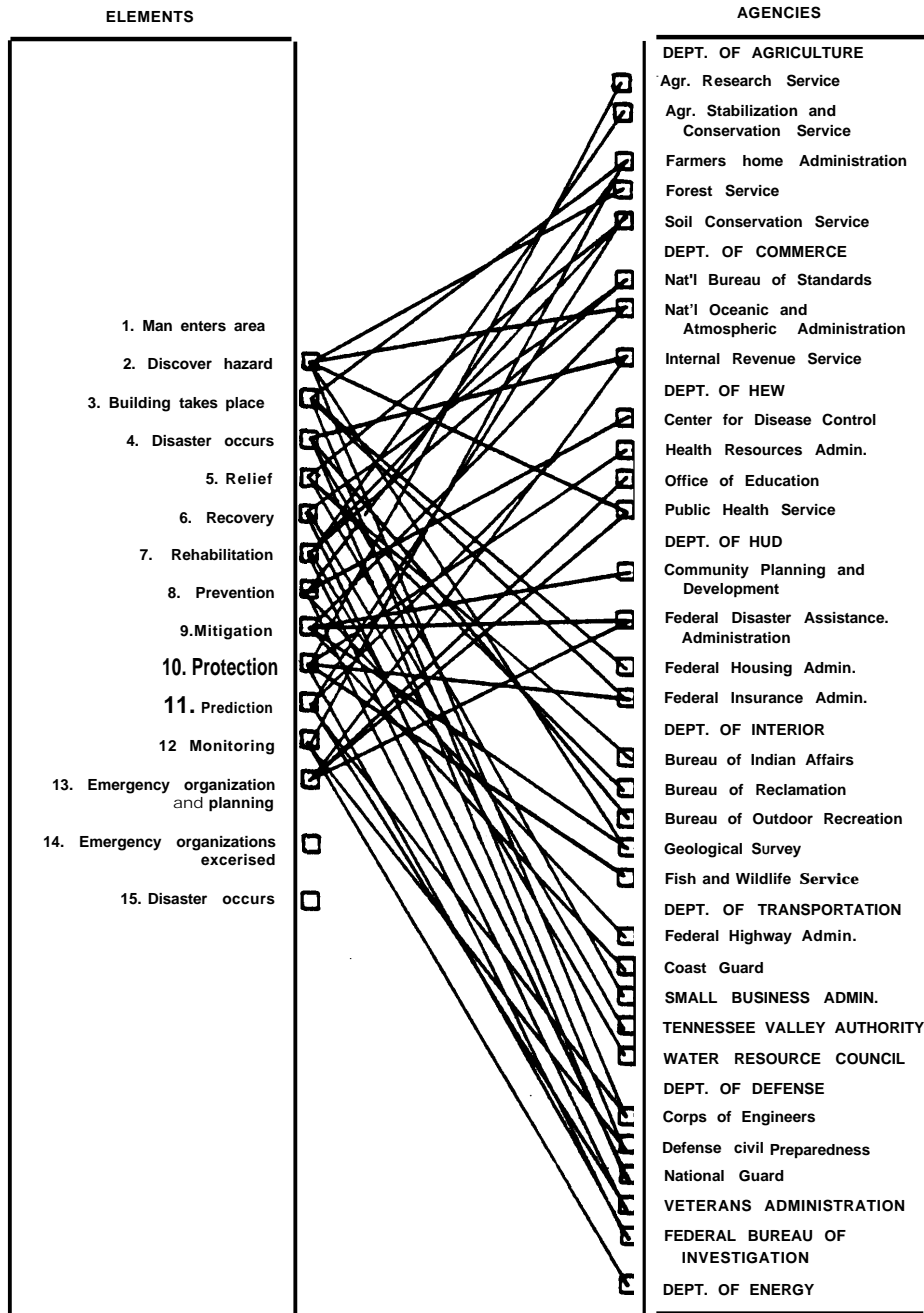 ELEMENTS
1. Man enters area
2. Discover hazard
3. Building takes place
4. Disaster occurs
5. Relief
6. Recovery
7. Rehabilitation
8. Prevention
9.Mitigation
10. Protection
11. Prediction
12 Monitoring
13. Emergency organization
and planning
14. Emergency organizations
excerised
15. Disaster occurs
AGENCIES
DEPT. OF AGRICULTURE
Agr. Research Service
Agr. Stabilization and
Conservation Service
Farmers home Administration
Forest Service
Soil Conservation Service
DEPT. OF COMMERCE
Nat'l Bureau of Standards
Nat'l Oceanic and
Atmospheric Administration
Internal Revenue Service
DEPT. OF HEW
Center for Disease Control
Health Resources Admin.
Office of Education
Public Health Service
DEPT. OF HUD
Community Planning and
Development
Federal Disaster Assistance.
Administration
Federal Housing Admin.
Federal Insurance Admin.
DEPT. OF INTERIOR
Bureau of Indian Affairs
Bureau of Reclamation
Bureau of Outdoor Recreation
Geological Survey
Fish and Wildlife Service
DEPT. OF TRANSPORTATION
Federal Highway Admin.
Coast Guard
SMALL BUSINESS ADMIN.
TENNESSEE VALLEY AUTHORITY
WATER RESOURCE COUNCIL
DEPT. OF DEFENSE
Corps of Engineers
Defense civil Preparedness
National Guard
VETERANS ADMINISTRATION
FEDERAL BUREAU OF
INVESTIGATION
DEPT. OF ENERGY